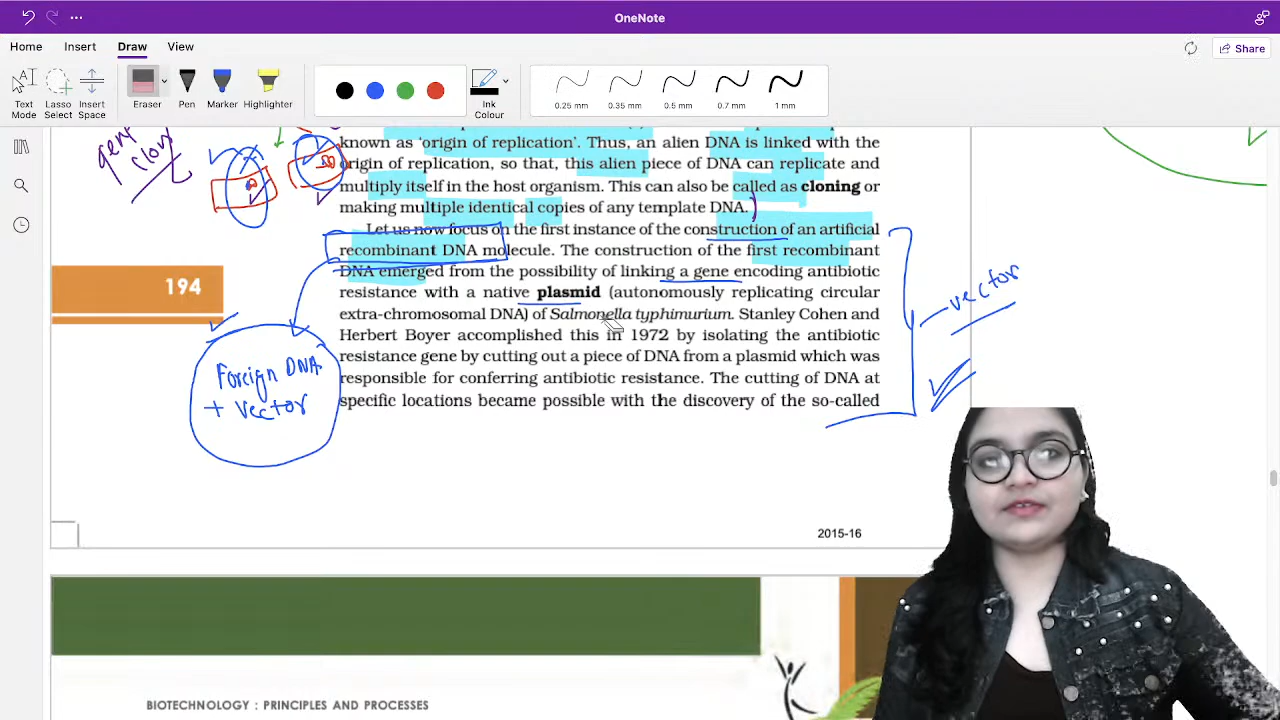 OneNote
Home Insert Draw View
Share
Text Mode
Lasso Select
Insert Space
Eraser
Pen
Marker
Highlighter
Ink Colour
0.25 mm
0.35 mm
0.5 mm
0.7 mm
1 mm
known as 'origin of replication'. Thus, an alien DNA is linked with the
origin of replication, so that, this alien piece of DNA can replicate and
multiply itself in the host organism. This can also be called as cloning or
making multiple identical copies of any template DNA.
Let us now focus on the first instance of the construction of an artificial
recombinant DNA molecule. The construction of the first recombinant
DNA emerged from the possibility of linking a gene encoding antibiotic
resistance with a native plasmid (autonomously replicating circular
extra-chromosomal DNA) of Salmonella typhimurium. Stanley Cohen and
Herbert Boyer accomplished this in 1972 by isolating the antibiotic
resistance gene by cutting out a piece of DNA from a plasmid which was
responsible for conferring antibiotic resistance. The cutting of DNA at
specific locations became possible with the discovery of the so-called
194
vector
Foreign DNA
+ vector
2015-16
BIOTECHNOLOGY : PRINCIPLES AND PROCESSES